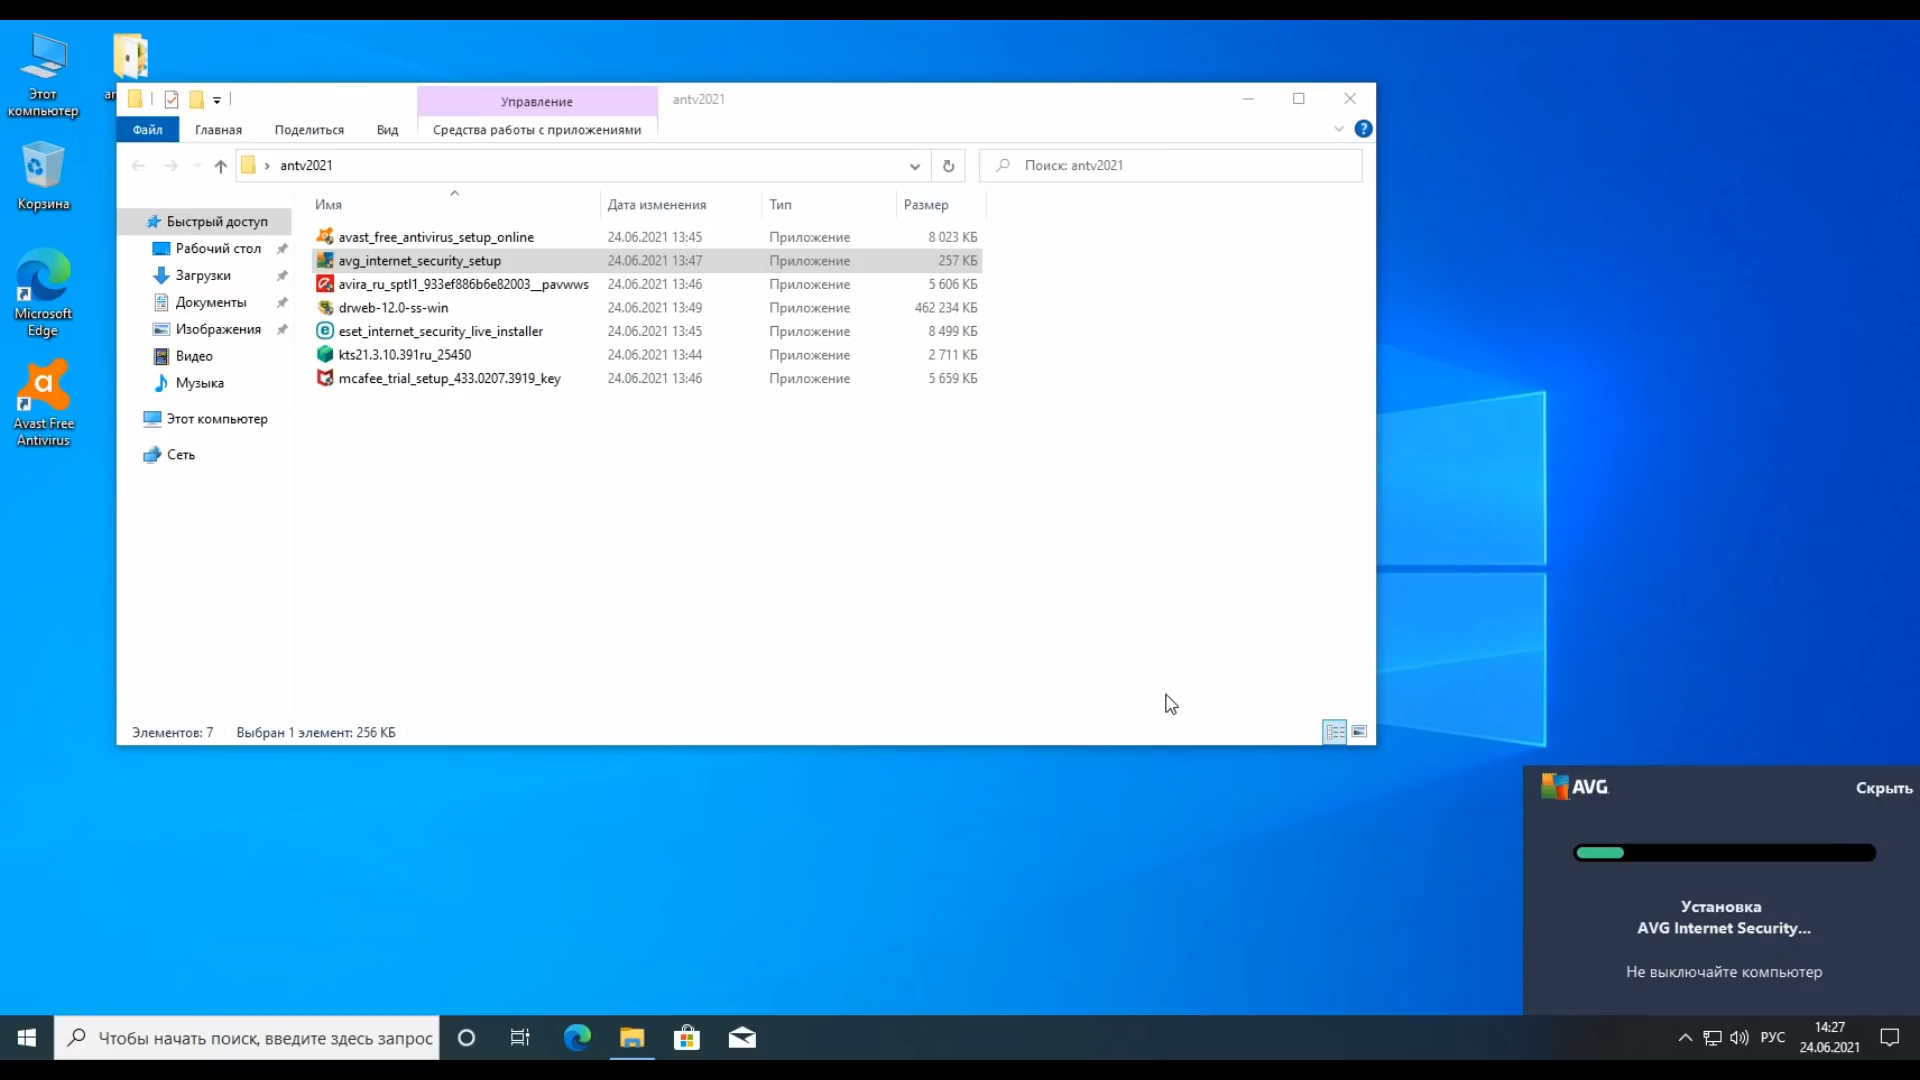 Этот компьютер
Корзина
Microsoft Edge
Avast Free Antivirus
Управление
antv2021
Файл
Главная
Поделиться
Вид
Средства работы с приложениями
antv2021
Поиск: antv2021
Быстрый доступ
Рабочий стол
Загрузки
Документы
Изображения
Видео
Музыка
Этот компьютер
Сеть
Имя Дата изменения Тип Размер
avast_free_antivirus_setup_online 24.06.2021 13:45 Приложение 8 023 КБ
avg_internet_security_setup 24.06.2021 13:47 Приложение 257 КБ
avira_ru_sptl1_933ef886b6e82003__pavwws 24.06.2021 13:46 Приложение 5 606 КБ
drweb-12.0-ss-win 24.06.2021 13:49 Приложение 462 234 КБ
eset_internet_security_live_installer 24.06.2021 13:45 Приложение 8 499 КБ
kts21.3.10.391ru_25450 24.06.2021 13:44 Приложение 2 711 КБ
mcafee_trial_setup_433.0207.3919_key 24.06.2021 13:46 Приложение 5 659 КБ
Элементов: 7 Выбран 1 элемент: 256 КБ
AVG Скрыть
Установка
AVG Internet Security...
Не выключайте компьютер
Чтобы начать поиск, введите здесь запрос
РУС
14:27
24.06.2021